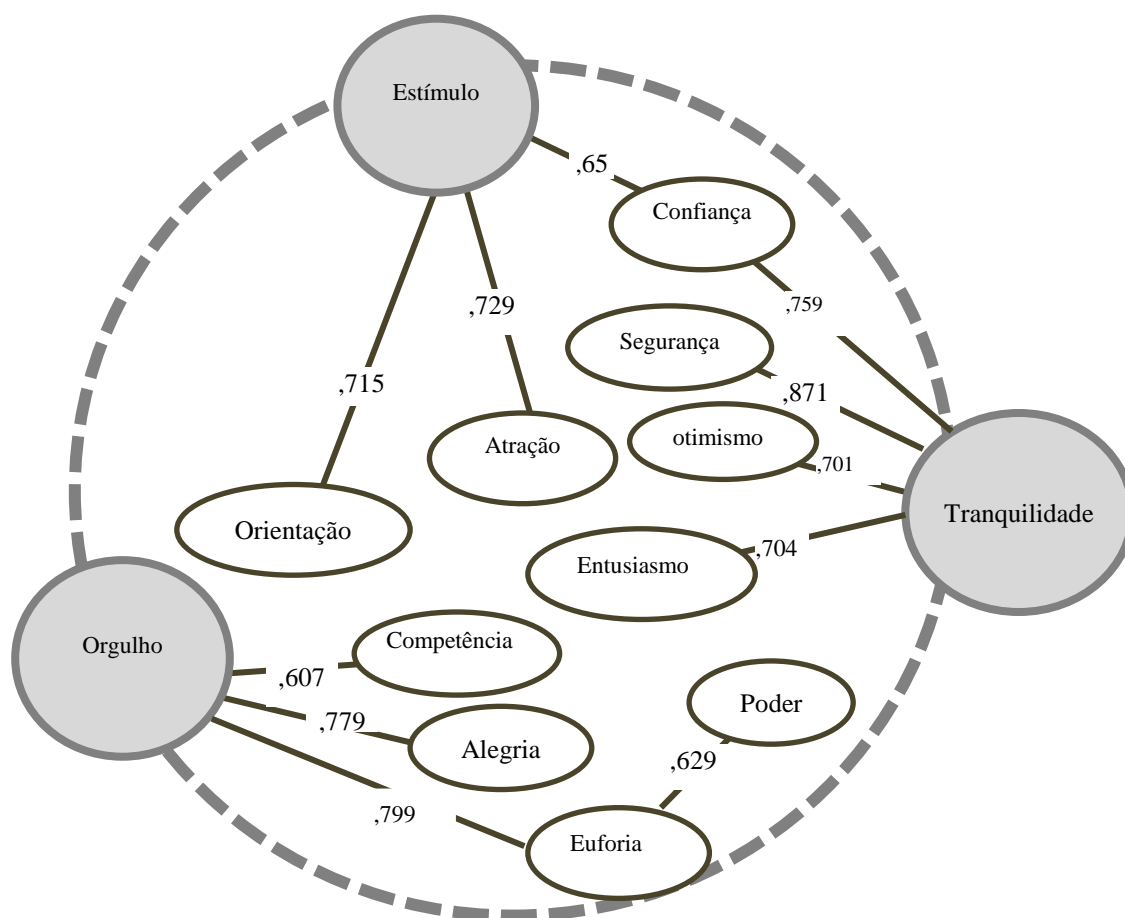 Estímulo
,65
Confiança
,729
,759
Segurança
,715
,871
otimismo
Atração
,701
Tranquilidade
Orientação
,704
Entusiasmo
Orgulho
Competência
,607
Poder
,779
Alegria
,629
,799
Euforia